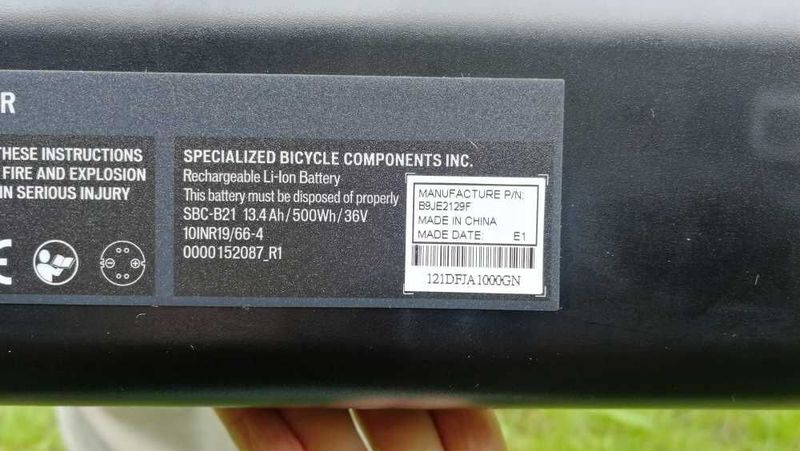 R
THESE INSTRUCTIONS
FIRE AND EXPLOSION
IN SERIOUS INJURY
SPECIALIZED BICYCLE COMPONENTS INC.
Rechargeable Li-Ion Battery
This battery must be disposed of properly
SBC-B21 13.4Ah/500Wh/36V
10INR19/66-4
0000152087_R1
MANUFACTURE P/N:
B9JE2129F
MADE IN CHINA
MADE DATE: E1
121DFJA1000GN
CE